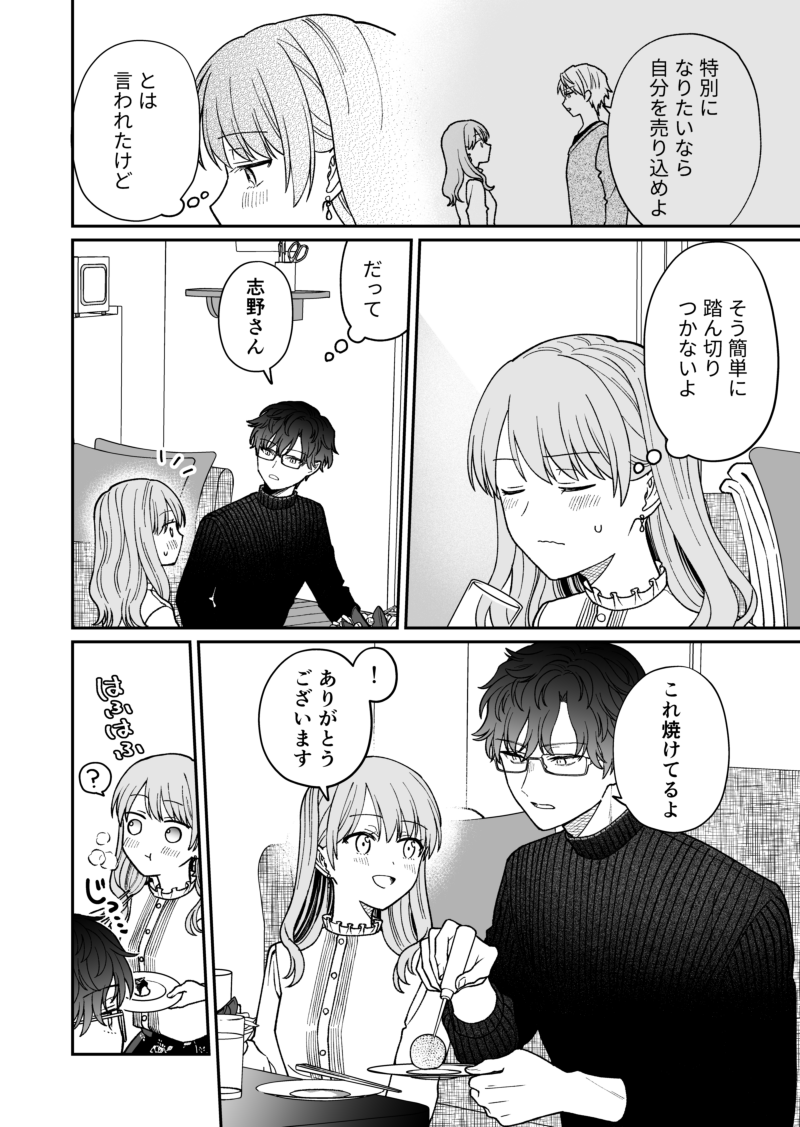 特別に
なりたいなら
自分を売り込めよ
とは
言われたけど
そう簡単に
踏ん切り
つかないよ
だって
志野さん
これ焼けてるよ
！
ありがとう
ございます
はふはふ
？
じっ…